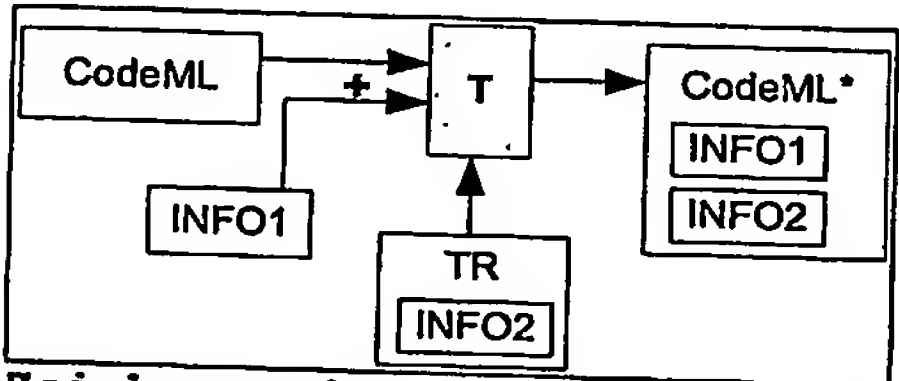 CodeML
+
T
CodeML*
INFO1
INFO2
INFO1
TR
INFO2